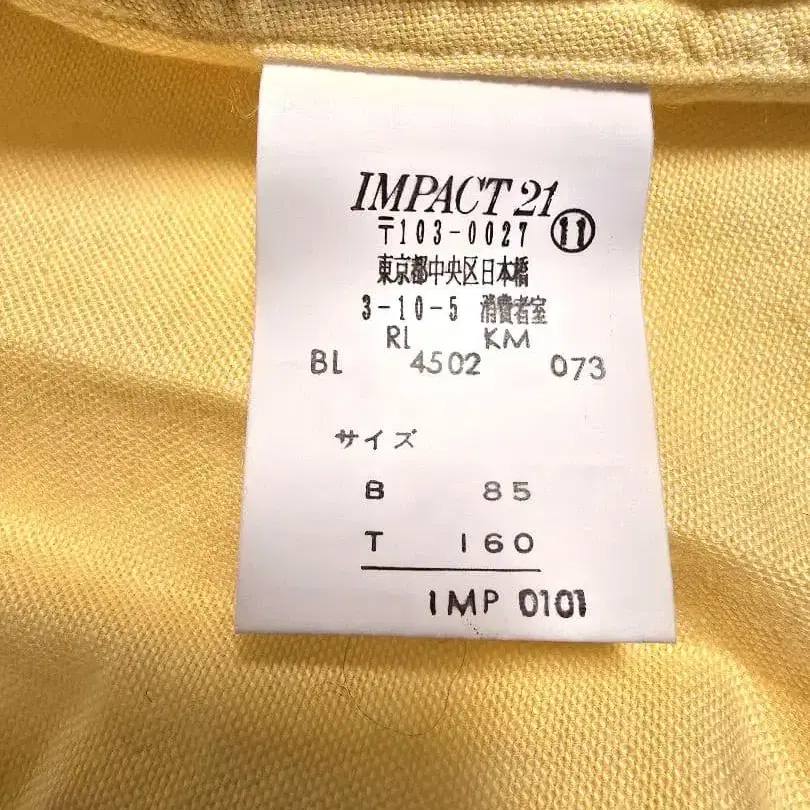 IMPACT 21
〒103-0027 ⑪
東京都中央区日本橋
3-10-5 消費者室
RL KM
BL 4502 073
サイズ
B 85
T 160
IMP 0101